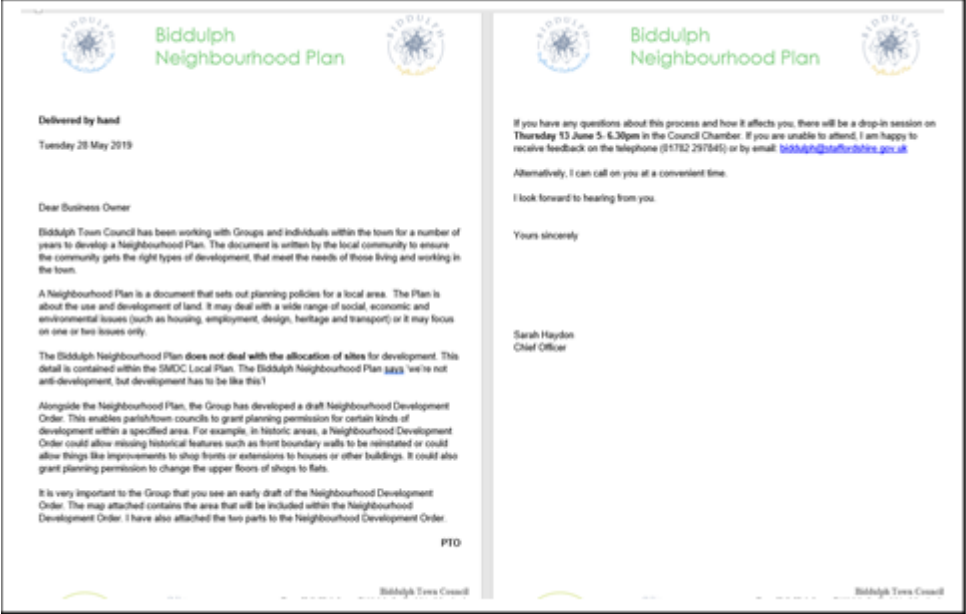 BIDDULPH
Biddulph
Neighbourhood Plan
BIDDULPH
Delivered by hand
Tuesday 28 May 2019
Dear Business Owner
Biddulph Town Council has been working with Groups and individuals within the town for a number of
years to develop a Neighbourhood Plan. The document is written by the local community to ensure
the community gets the right types of development, that meet the needs of those living and working in
the town.
A Neighbourhood Plan is a document that sets out planning policies for a local area. The Plan is
about the use and development of land. It may deal with a wide range of social, economic and
environmental issues (such as housing, employment, design, heritage and transport) or it may focus
on one or two issues only.
The Biddulph Neighbourhood Plan does not deal with the allocation of sites for development. This
detail is contained within the SMDC Local Plan. The Biddulph Neighbourhood Plan says 'we're not
anti-development, but development has to be like this'!
Alongside the Neighbourhood Plan, the Group has developed a draft Neighbourhood Development
Order. This enables parish/town councils to grant planning permission for certain kinds of
development within a specified area. For example, in historic areas, a Neighbourhood Development
Order could allow missing historical features such as front boundary walls to be reinstated or could
allow things like improvements to shop fronts or extensions to houses or other buildings. It could also
grant planning permission to change the upper floors of shops to flats.
It is very important to the Group that you see an early draft of the Neighbourhood Development
Order. The map attached contains the area that will be included within the Neighbourhood
Development Order. I have also attached the two parts to the Neighbourhood Development Order.
PTO
Biddulph Town Council
BIDDULPH
Biddulph
Neighbourhood Plan
BIDDULPH
If you have any questions about this process and how it affects you, there will be a drop-in session on
Thursday 13 June 5- 6.30pm in the Council Chamber. If you are unable to attend, I am happy to
receive feedback on the telephone (01782 297845) or by email: biddulph@staffordshire.gov.uk
Alternatively, I can call on you at a convenient time.
I look forward to hearing from you.
Yours sincerely
Sarah Haydon
Chief Officer
Biddulph Town Council